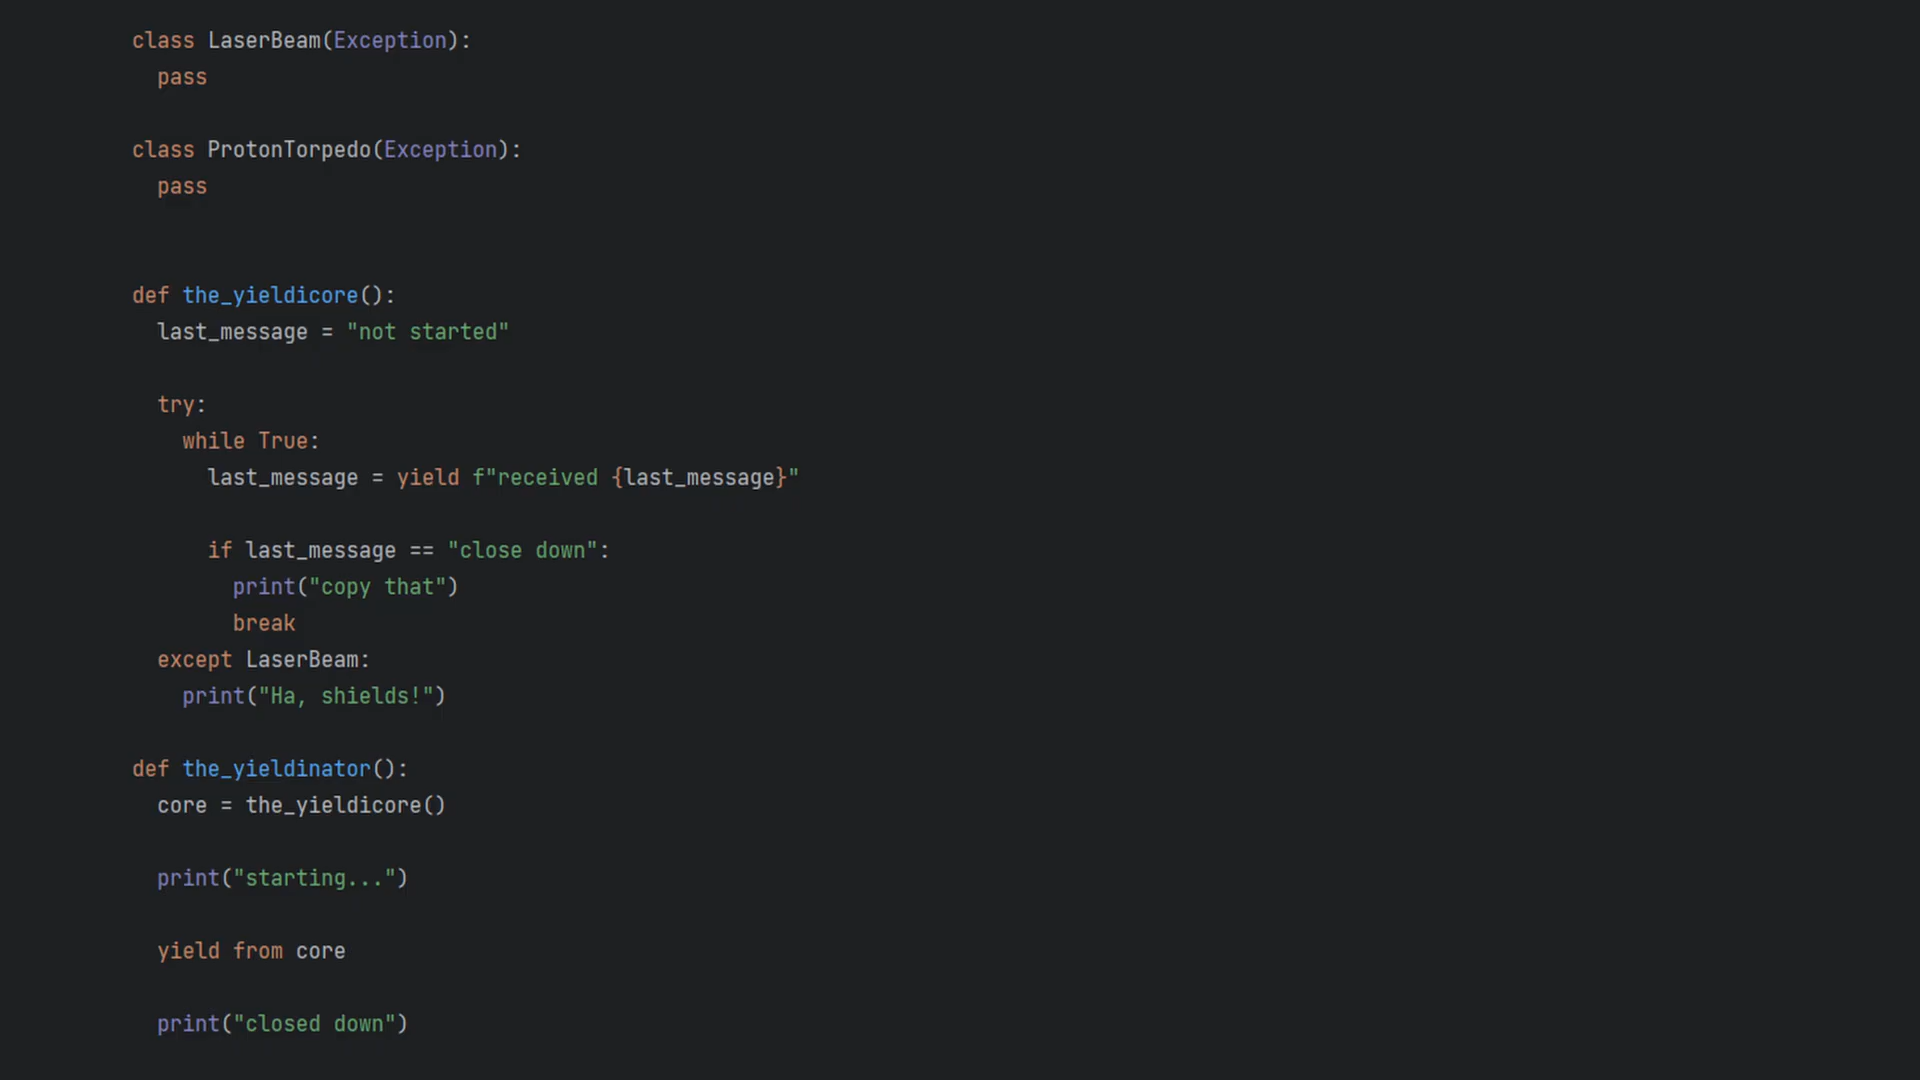 class LaserBeam(Exception):
  pass

class ProtonTorpedo(Exception):
  pass


def the_yieldicore():
  last_message = "not started"

  try:
    while True:
      last_message = yield f"received {last_message}"

      if last_message == "close down":
        print("copy that")
        break
  except LaserBeam:
    print("Ha, shields!")

def the_yieldinator():
  core = the_yieldicore()

  print("starting...")

  yield from core

  print("closed down")